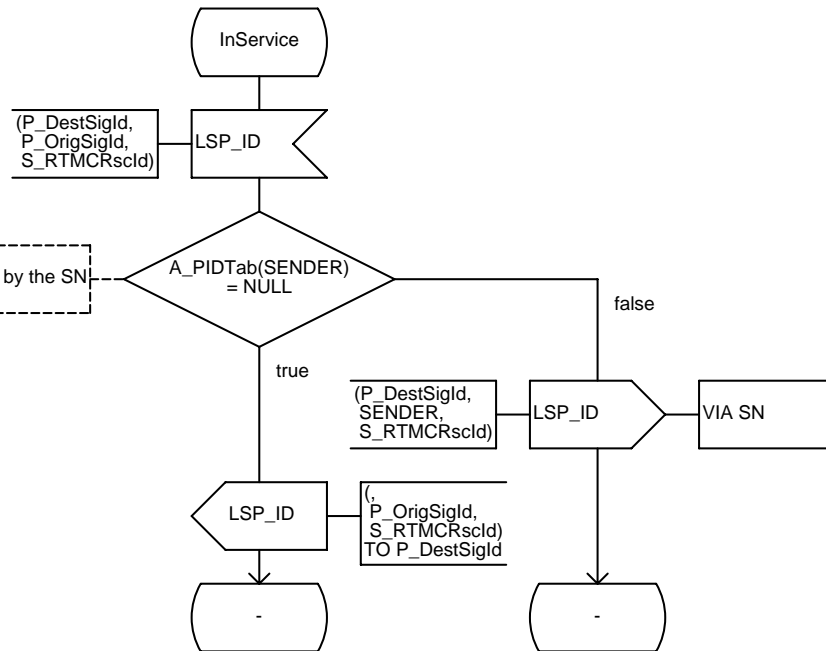 InService
(P_DestSigId,
P_OrigSigId,
S_RTMCRscId)
LSP_ID
by the SN
A_PIDTab(SENDER)
= NULL
false
true
(P_DestSigId,
SENDER,
S_RTMCRscId)
LSP_ID
VIA SN
LSP_ID
(,
P_OrigSigId,
S_RTMCRscId)
TO P_DestSigId
-
-